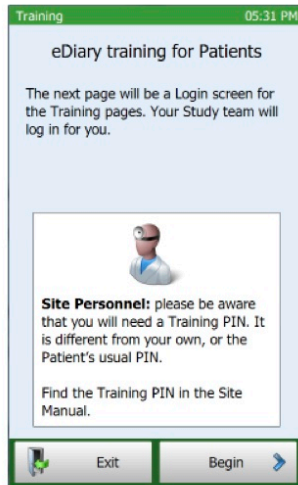 Training 05:31 PM
eDiary training for Patients
The next page will be a Login screen for
the Training pages. Your Study team will
log in for you.
Site Personnel: please be aware
that you will need a Training PIN. It
is different from your own, or the
Patient's usual PIN.
Find the Training PIN in the Site
Manual.
Exit Begin